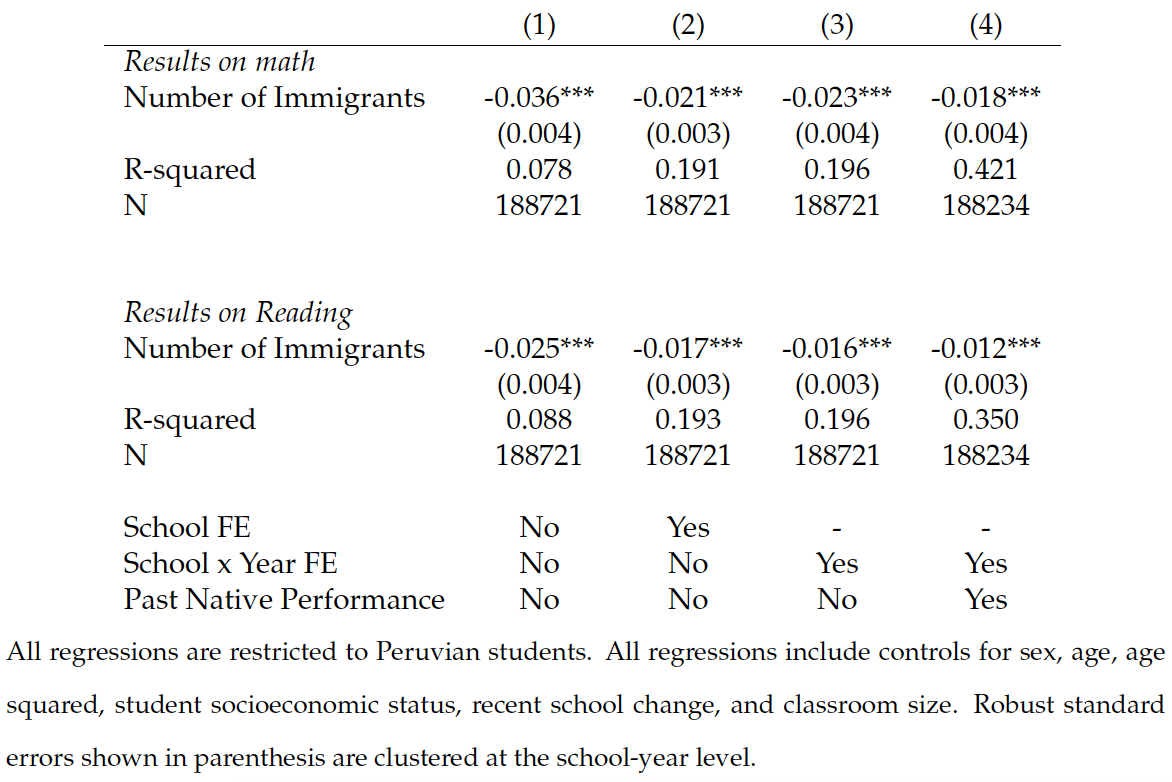 (1) (2) (3) (4)
Results on math
Number of Immigrants -0.036*** -0.021*** -0.023*** -0.018***
(0.004) (0.003) (0.004) (0.004)
R-squared 0.078 0.191 0.196 0.421
N 188721 188721 188721 188234
Results on Reading
Number of Immigrants -0.025*** -0.017*** -0.016*** -0.012***
(0.004) (0.003) (0.003) (0.003)
R-squared 0.088 0.193 0.196 0.350
N 188721 188721 188721 188234
School FE No Yes - -
School x Year FE No No Yes Yes
Past Native Performance No No No Yes
All regressions are restricted to Peruvian students. All regressions include controls for sex, age, age
squared, student socioeconomic status, recent school change, and classroom size. Robust standard
errors shown in parenthesis are clustered at the school-year level.